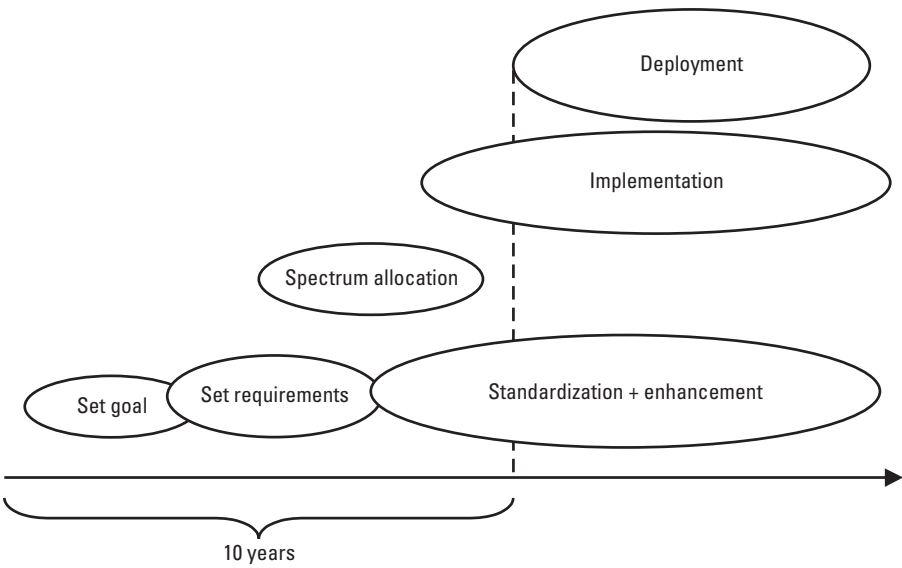 Deployment
Implementation
Spectrum allocation
Set goal
Set requirements
Standardization + enhancement
10 years